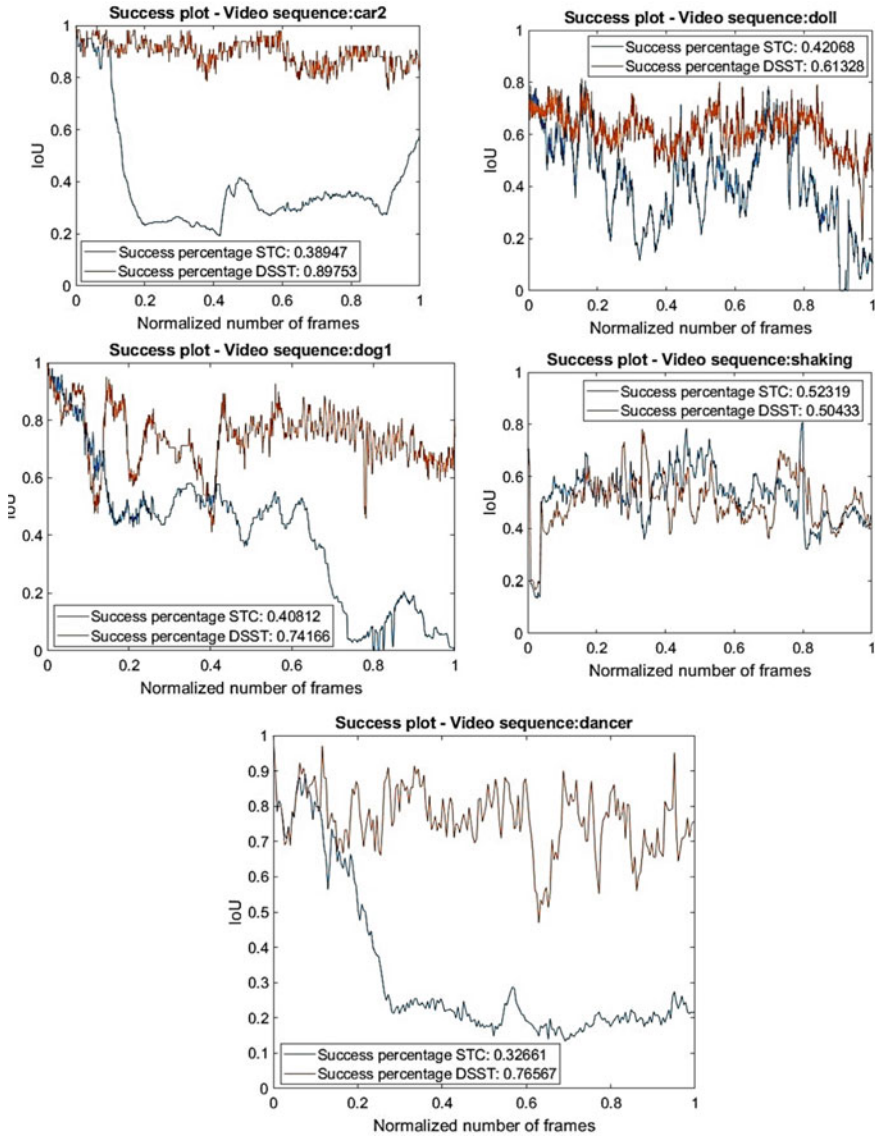 Success plot - Video sequence:car2
1
0.8
0.6
0.4
0.2
0
IoU
Success percentage STC: 0.38947
Success percentage DSST: 0.89753
0 0.2 0.4 0.6 0.8 1
Normalized number of frames
Success plot - Video sequence:doll
1
0.8
0.6
0.4
0.2
0
IoU
Success percentage STC: 0.42068
Success percentage DSST: 0.61328
0 0.2 0.4 0.6 0.8 1
Normalized number of frames
Success plot - Video sequence:dog1
1
0.8
0.6
0.4
0.2
0
IoU
Success percentage STC: 0.40812
Success percentage DSST: 0.74166
0 0.2 0.4 0.6 0.8 1
Normalized number of frames
Success plot - Video sequence:shaking
1
0.8
0.6
0.4
0.2
0
IoU
Success percentage STC: 0.52319
Success percentage DSST: 0.50433
0 0.2 0.4 0.6 0.8 1
Normalized number of frames
Success plot - Video sequence:dancer
1
0.9
0.8
0.7
0.6
0.5
0.4
0.3
0.2
0.1
0
IoU
Success percentage STC: 0.32661
Success percentage DSST: 0.76567
0 0.2 0.4 0.6 0.8 1
Normalized number of frames